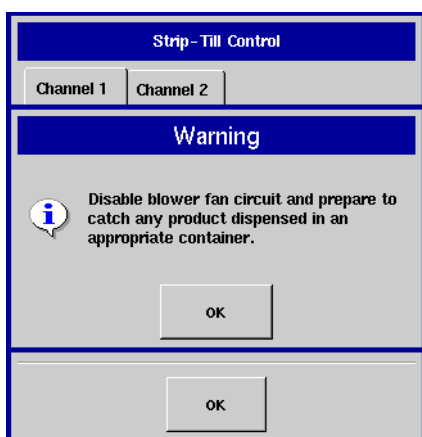 Strip-Till Control
Channel 1 Channel 2
Warning
Disable blower fan circuit and prepare to
catch any product dispensed in an
appropriate container.
OK
OK